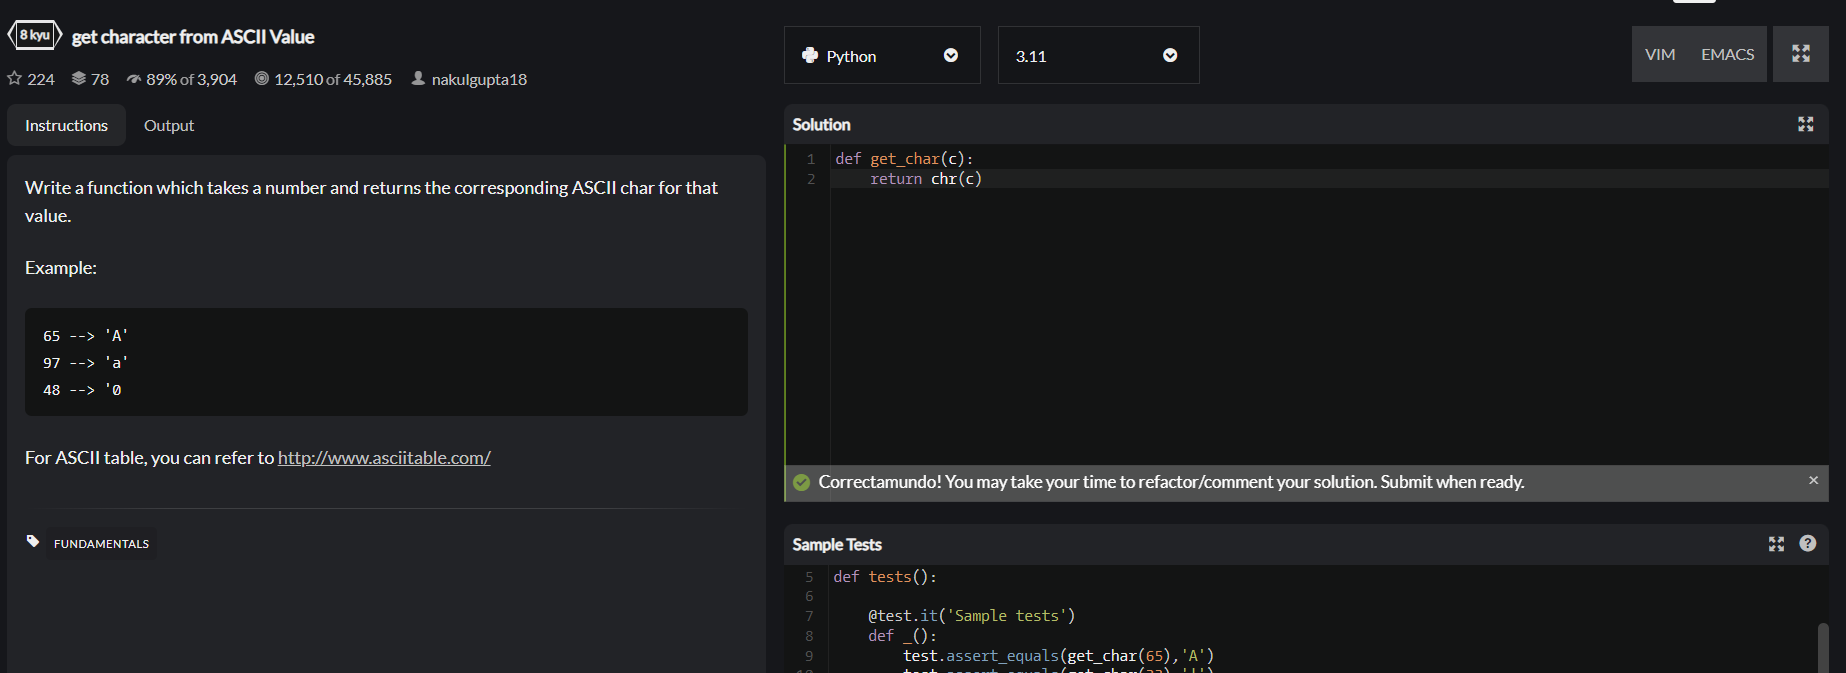 8 kyu
get character from ASCII Value
224 78 89% of 3,904 12,510 of 45,885 nakulgupta18
Instructions Output
Write a function which takes a number and returns the corresponding ASCII char for that
value.
Example:
65 --> 'A'
97 --> 'a'
48 --> '0
For ASCII table, you can refer to http://www.asciitable.com/
FUNDAMENTALS
Python 3.11 VIM EMACS
Solution
1 def get_char(c):
2     return chr(c)
Correctamundo! You may take your time to refactor/comment your solution. Submit when ready. ×
Sample Tests
5 def tests():
6
7     @test.it('Sample tests')
8     def _():
9         test.assert_equals(get_char(65),'A')